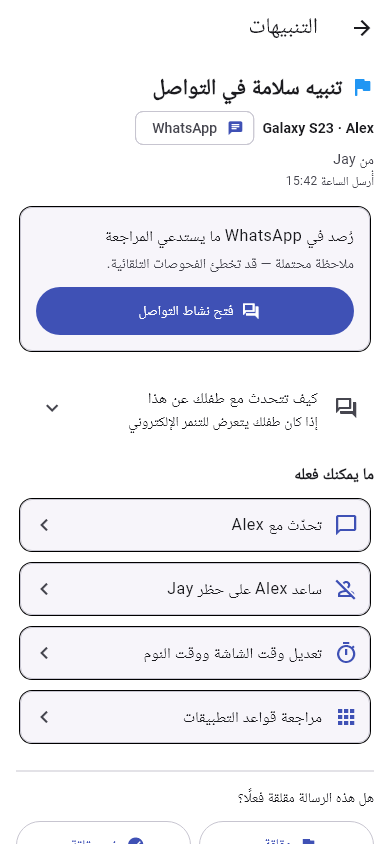 التنبيهات
تنبيه سلامة في التواصل
Galaxy S23 · Alex
WhatsApp
من Jay
أُرسل الساعة 15:42
رُصد في WhatsApp ما يستدعي المراجعة
ملاحظة محتملة — قد تخطئ الفحوصات التلقائية.
فتح نشاط التواصل
كيف تتحدث مع طفلك عن هذا
إذا كان طفلك يتعرض للتنمر الإلكتروني
ما يمكنك فعله
تحدّث مع Alex
ساعد Alex على حظر Jay
تعديل وقت الشاشة ووقت النوم
مراجعة قواعد التطبيقات
هل هذه الرسالة مقلقة فعلًا؟